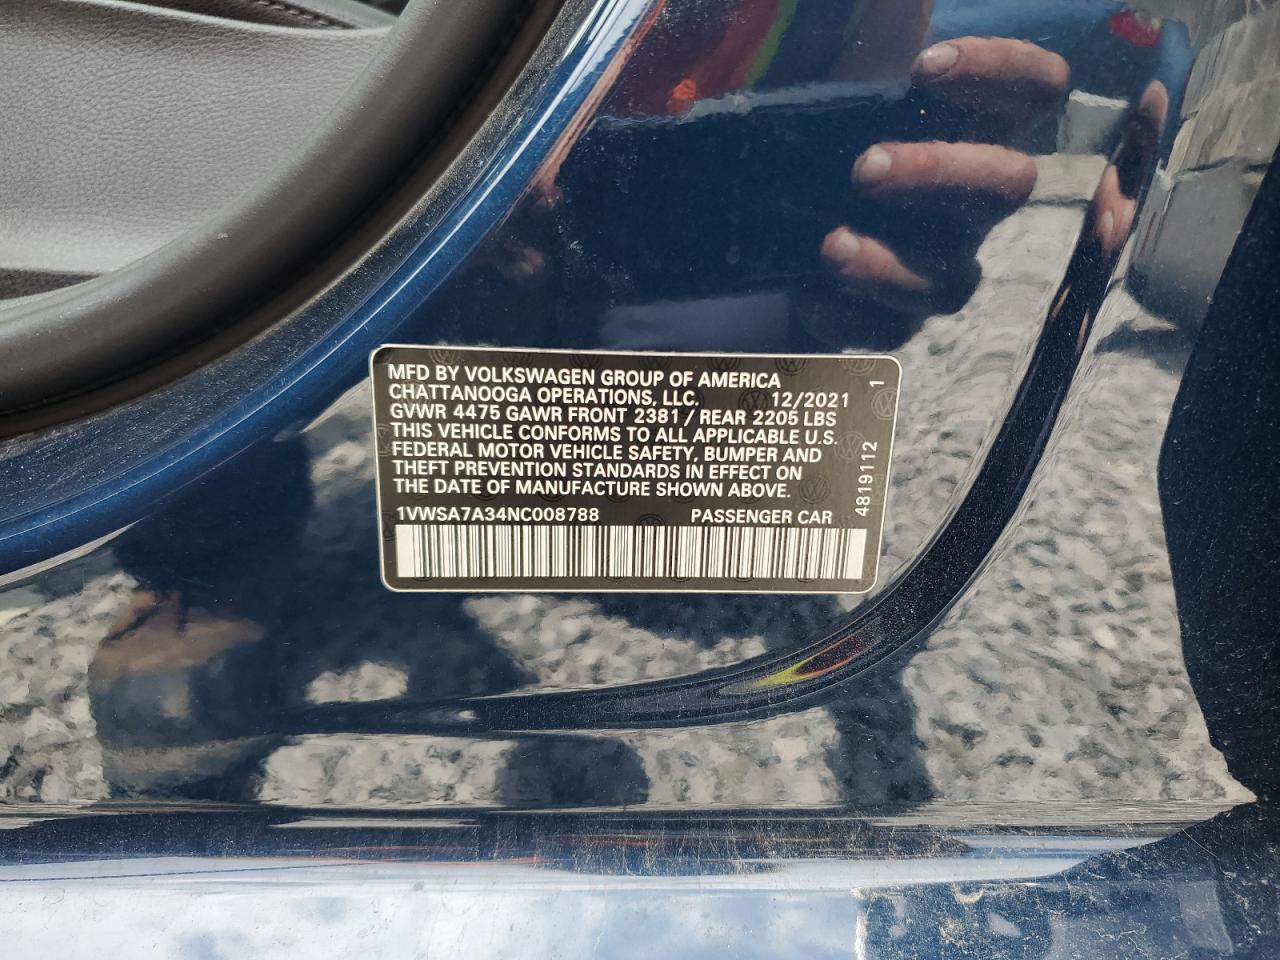 MFD BY VOLKSWAGEN GROUP OF AMERICA
CHATTANOOGA OPERATIONS, LLC. 12/2021 1
GVWR 4475 GAWR FRONT 2381 / REAR 2205 LBS
THIS VEHICLE CONFORMS TO ALL APPLICABLE U.S.
FEDERAL MOTOR VEHICLE SAFETY, BUMPER AND
THEFT PREVENTION STANDARDS IN EFFECT ON
THE DATE OF MANUFACTURE SHOWN ABOVE.
1VWSA7A34NC008788 PASSENGER CAR
4819112